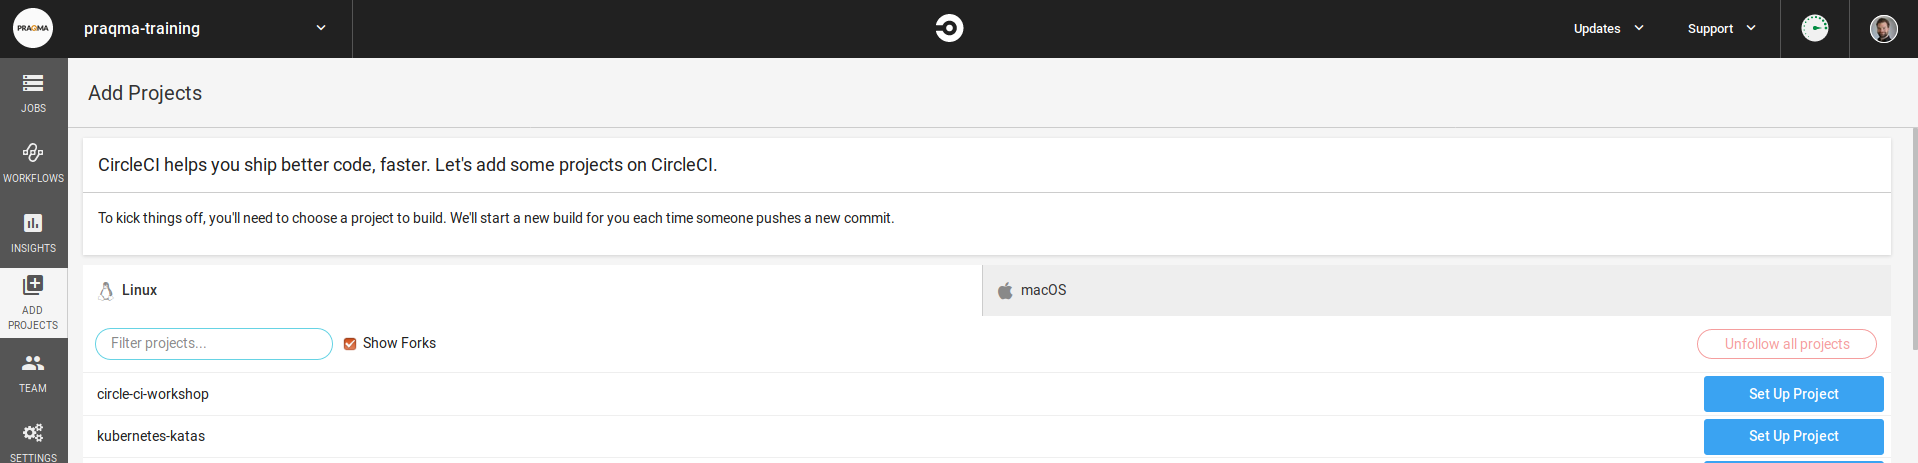 PRAQMA praqma-training Updates Support
JOBS
WORKFLOWS
INSIGHTS
ADD
PROJECTS
TEAM
SETTINGS
Add Projects
CircleCI helps you ship better code, faster. Let's add some projects on CircleCI.
To kick things off, you'll need to choose a project to build. We'll start a new build for you each time someone pushes a new commit.
Linux macOS
Filter projects... Show Forks Unfollow all projects
circle-ci-workshop Set Up Project
kubernetes-katas Set Up Project